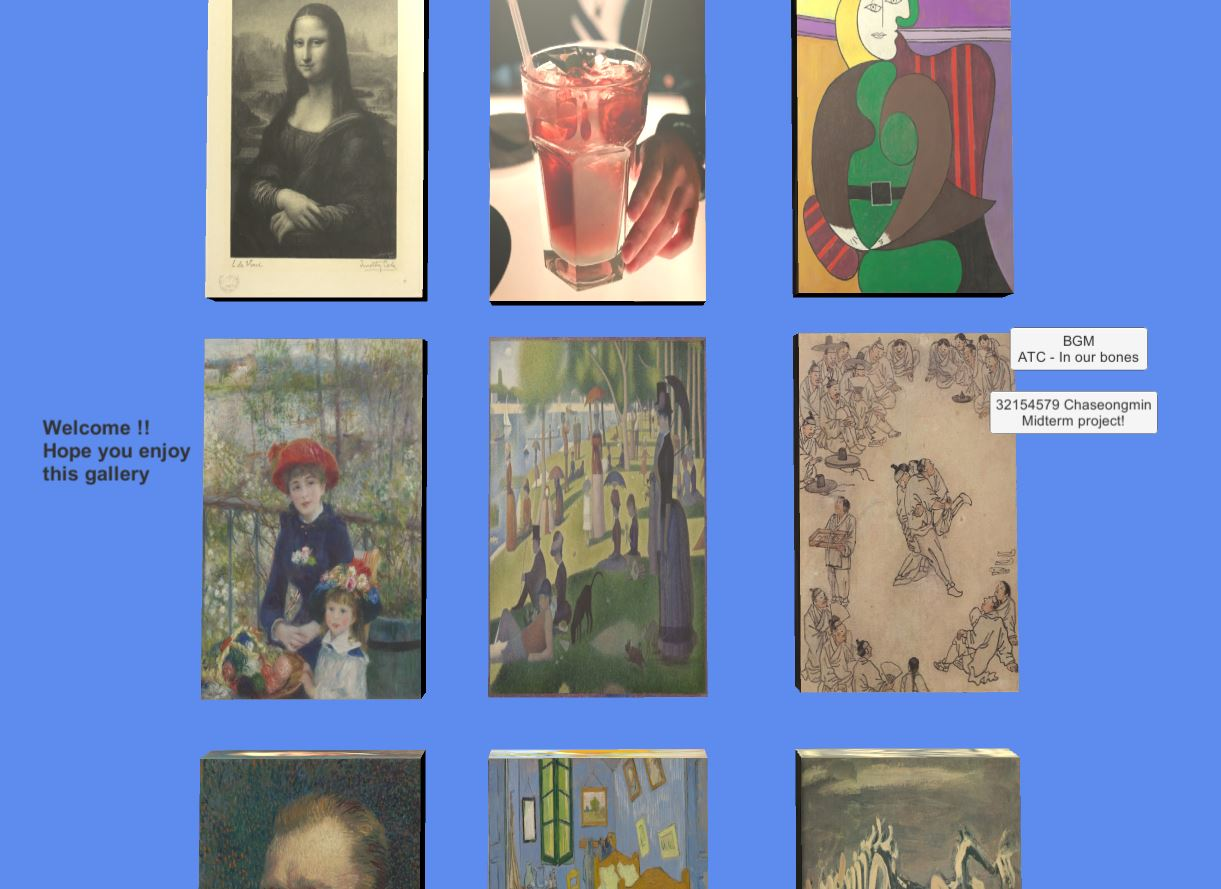 Welcome !!
Hope you enjoy
this gallery
BGM
ATC - In our bones
32154579 Chaseongmin
Midterm project!